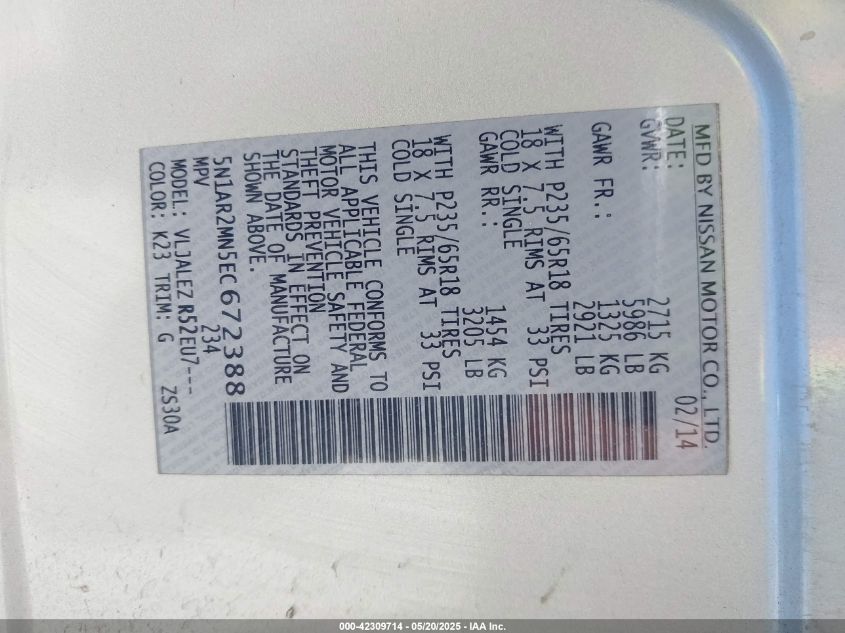 MFD BY NISSAN MOTOR CO., LTD.
DATE: 02/14
GVWR: 2715 KG
5986 LB
GAWR FR.: 1325 KG
2921 LB
WITH P235/65R18 TIRES
18 X 7.5 RIMS AT 33 PSI
COLD SINGLE
GAWR RR.: 1454 KG
3205 LB
WITH P235/65R18 TIRES
18 X 7.5 RIMS AT 33 PSI
COLD SINGLE
THIS VEHICLE CONFORMS TO
ALL APPLICABLE FEDERAL
MOTOR VEHICLE SAFETY AND
THEFT PREVENTION
STANDARDS IN EFFECT ON
THE DATE OF MANUFACTURE
SHOWN ABOVE.
5N1AR2MN5EC672388
MPV 234
MODEL: VLJALEZ R52EU7---
COLOR: K23 TRIM: G ZS30A
000-42309714 - 05/20/2025 - IAA Inc.